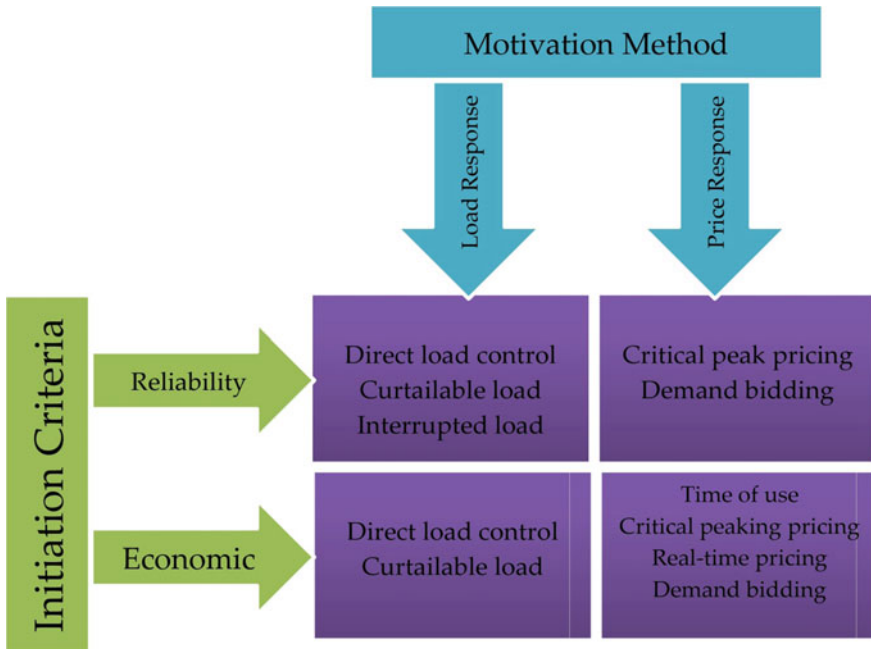 Motivation Method
Load Response
Price Response
Initiation Criteria
Reliability
Direct load control
Curtailable load
Interrupted load
Critical peak pricing
Demand bidding
Economic
Direct load control
Curtailable load
Time of use
Critical peaking pricing
Real-time pricing
Demand bidding